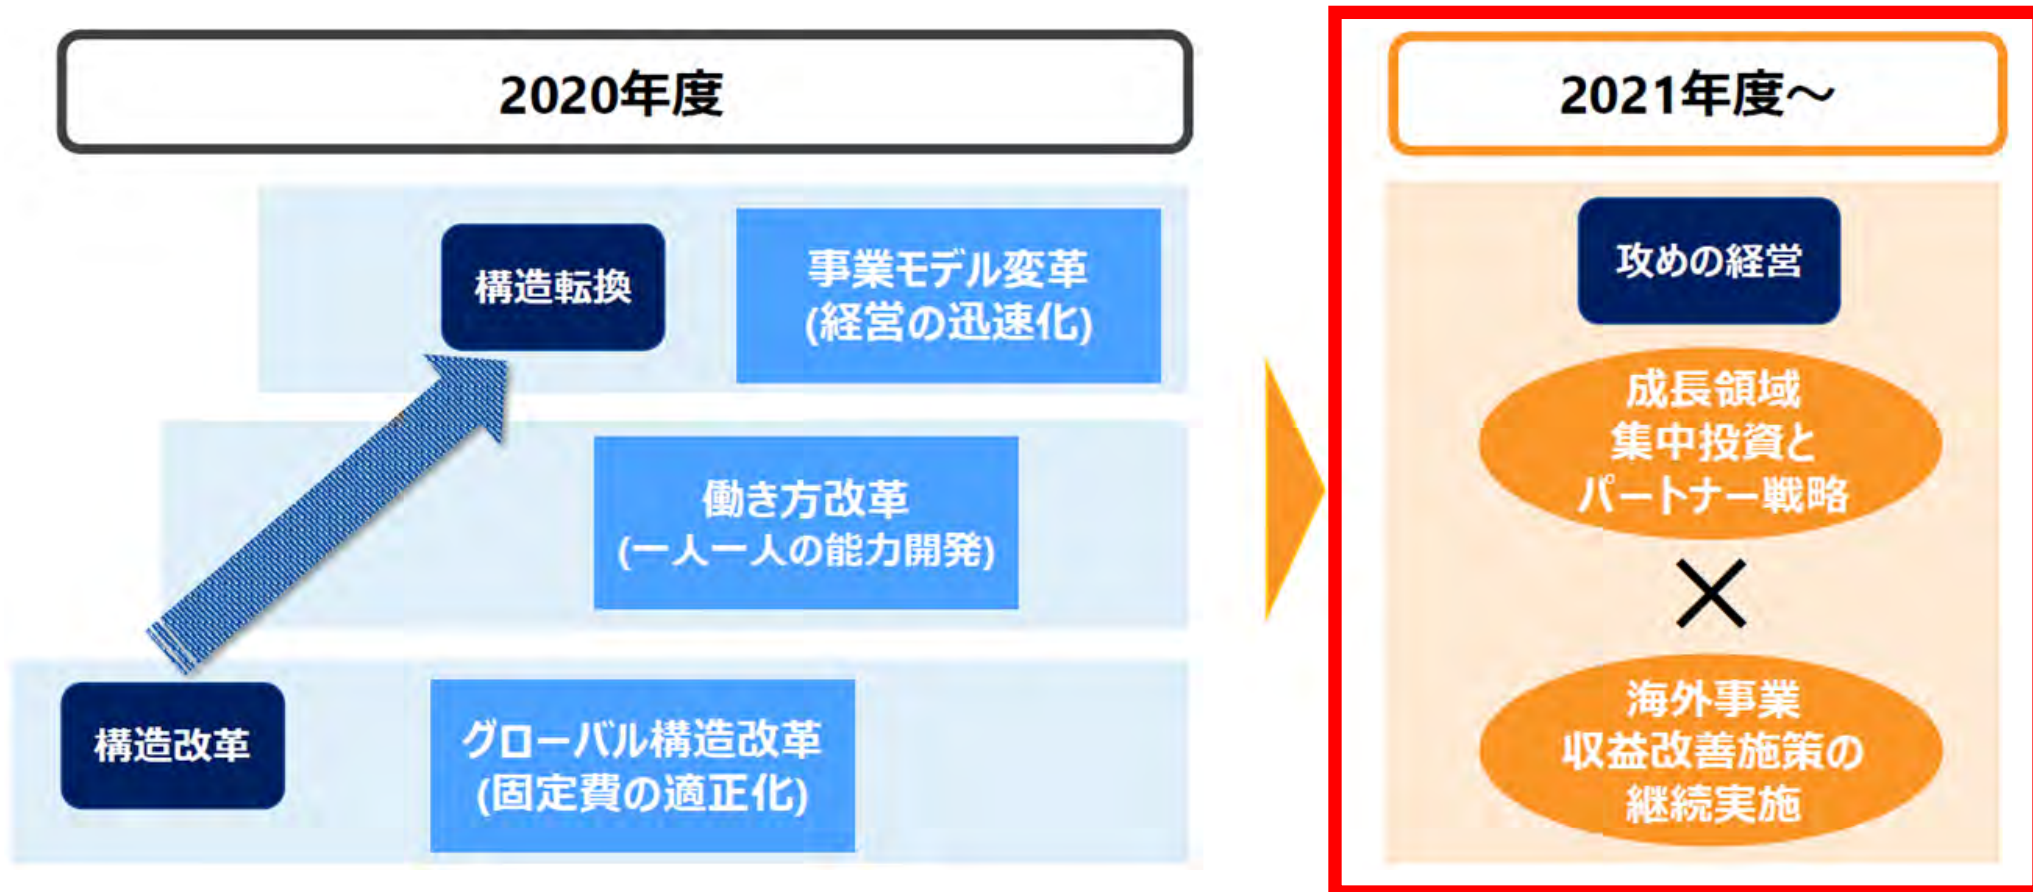 2020年度
構造転換
事業モデル変革
(経営の迅速化)
働き方改革
(一人一人の能力開発)
構造改革
グローバル構造改革
(固定費の適正化)
2021年度～
攻めの経営
成長領域
集中投資と
パートナー戦略
×
海外事業
収益改善施策の
継続実施